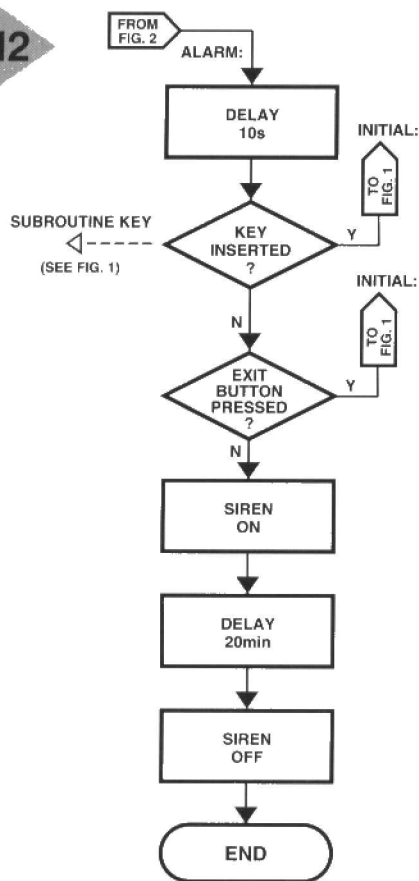 12
FROM
FIG. 2
ALARM:
DELAY
10s
INITIAL:
TO
FIG. 1
SUBROUTINE KEY
(SEE FIG. 1)
KEY
INSERTED
?
Y
N
INITIAL:
TO
FIG. 1
EXIT
BUTTON
PRESSED
?
Y
N
SIREN
ON
DELAY
20min
SIREN
OFF
END